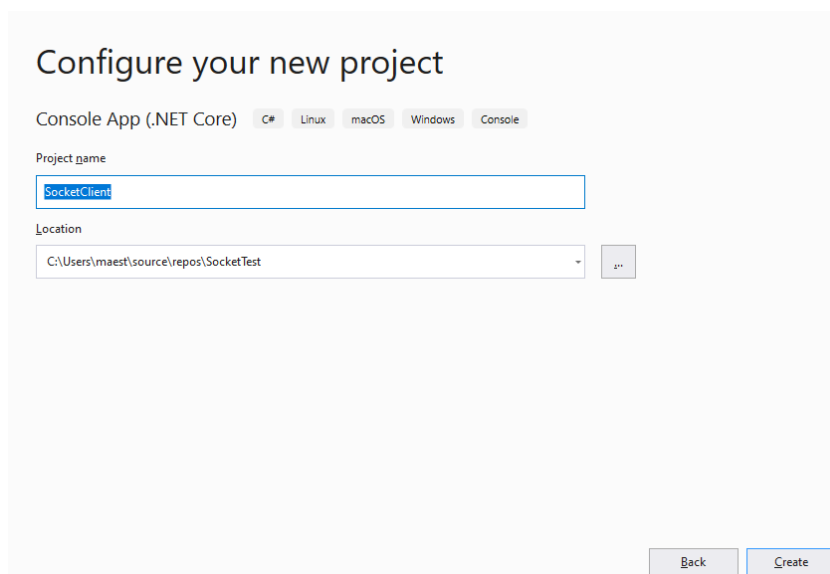 Configure your new project
Console App (.NET Core) C# Linux macOS Windows Console
Project name
SocketClient
Location
C:\Users\maest\source\repos\SocketTest
...
Back Create